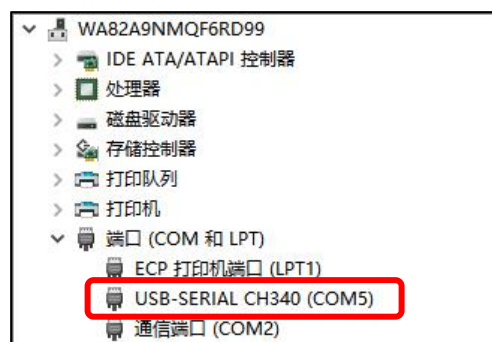 WA82A9NMQF6RD99
IDE ATA/ATAPI 控制器
处理器
磁盘驱动器
存储控制器
打印队列
打印机
端口 (COM 和 LPT)
ECP 打印机端口 (LPT1)
USB-SERIAL CH340 (COM5)
通信端口 (COM2)